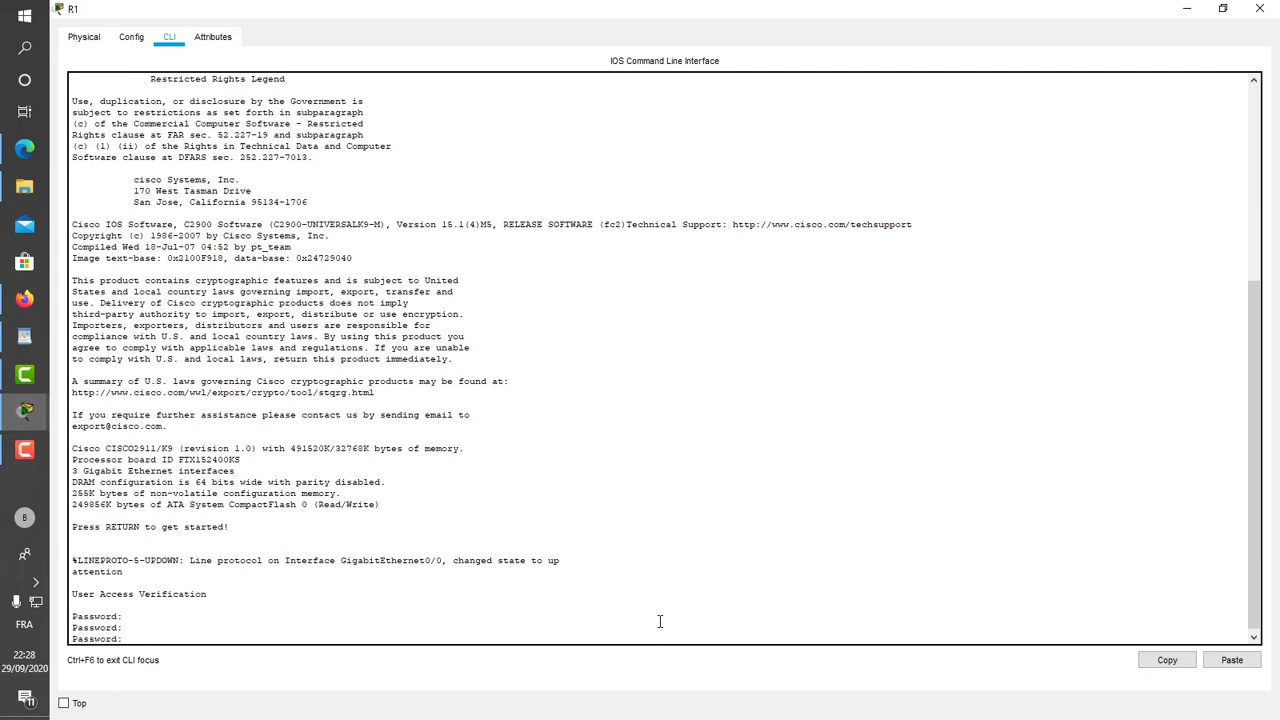 R1
Physical
Config
CLI
Attributes
IOS Command Line Interface
Restricted Rights Legend
Use, duplication, or disclosure by the Government is
subject to restrictions as set forth in subparagraph
(c) of the Commercial Computer Software - Restricted
Rights clause at FAR sec. 52.227-19 and subparagraph
(c) (1) (ii) of the Rights in Technical Data and Computer
Software clause at DFARS sec. 252.227-7013.
cisco Systems, Inc.
170 West Tasman Drive
San Jose, California 95134-1706
Cisco IOS Software, C2900 Software (C2900-UNIVERSALK9-M), Version 15.1(4)M5, RELEASE SOFTWARE (fc2)Technical Support: http://www.cisco.com/techsupport
Copyright (c) 1986-2007 by Cisco Systems, Inc.
Compiled Wed 18-Jul-07 04:52 by pt_team
Image text-base: 0x2100F918, data-base: 0x24729040
This product contains cryptographic features and is subject to United
States and local country laws governing import, export, transfer and
use. Delivery of Cisco cryptographic products does not imply
third-party authority to import, export, distribute or use encryption.
Importers, exporters, distributors and users are responsible for
compliance with U.S. and local country laws. By using this product you
agree to comply with applicable laws and regulations. If you are unable
to comply with U.S. and local laws, return this product immediately.
A summary of U.S. laws governing Cisco cryptographic products may be found at:
http://www.cisco.com/wwl/export/crypto/tool/stqrg.html
If you require further assistance please contact us by sending email to
export@cisco.com.
Cisco CISCO2911/K9 (revision 1.0) with 491520K/32768K bytes of memory.
Processor board ID FTX152400KS
3 Gigabit Ethernet interfaces
DRAM configuration is 64 bits wide with parity disabled.
255K bytes of non-volatile configuration memory.
249856K bytes of ATA System CompactFlash 0 (Read/Write)
Press RETURN to get started!
%LINEPROTO-5-UPDOWN: Line protocol on Interface GigabitEthernet0/0, changed state to up
attention
User Access Verification
Password:
Password:
Password:
Ctrl+F6 to exit CLI focus
Copy
Paste
Top
B
FRA
22:28
29/09/2020
11